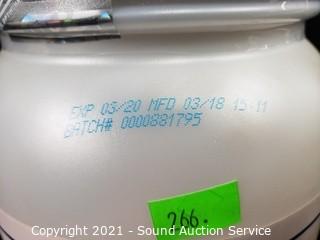 EXP 03/20 MFD 03/18 15:11
BATCH# 0000881795
266.
Copyright 2021 - Sound Auction Service